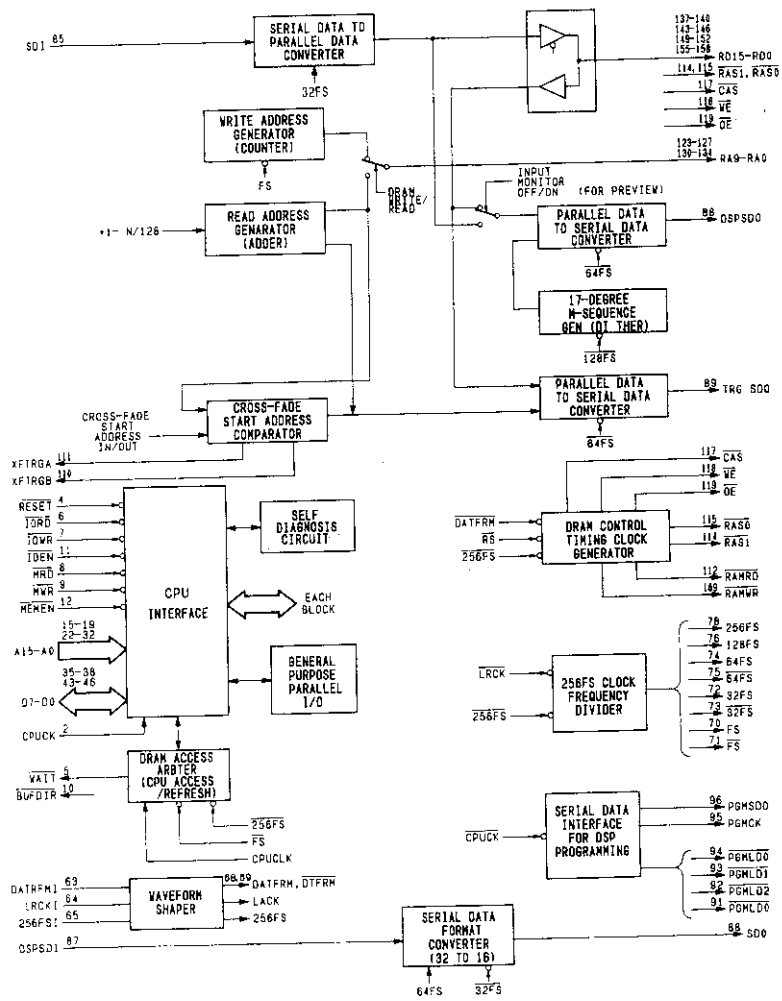 SDI 85
SERIAL DATA TO
PARALLEL DATA
CONVERTER
32FS
137-140
143-146
149-152
155-158
RD15-RD0
114,115
RAS1, RAS0
117
CAS
118
WE
119
OE
WRITE ADDRESS
GENERATOR
(COUNTER)
FS
DRAM
WRITE/
READ
123-127
130-134
RA9-RA0
INPUT
MONITOR
OFF/ON
(FOR PREVIEW)
+1- N/128
READ ADDRESS
GENARATOR
(ADDER)
PARALLEL DATA
TO SERIAL DATA
CONVERTER
64FS
86
DSPSDO
17-DEGREE
M-SEQUENCE
GEN (DI THER)
128FS
CROSS-FADE
START
ADDRESS
IN/OUT
CROSS-FADE
START ADDRESS
COMPARATOR
PARALLEL DATA
TO SERIAL DATA
CONVERTER
64FS
89
TRG SDO
XFTRGA 111
XFTRGB 110
RESET 4
IORD 6
IOWR 7
IOEN 11
MRD 8
MWR 9
MEMEN 12
A15-A0
15-19
22-32
D7-D0
35-38
43-46
CPUCK 2
CPU
INTERFACE
SELF
DIAGNOSIS
CIRCUIT
EACH
BLOCK
GENERAL
PURPOSE
PARALLEL
I/O
DATFRM
RS
256FS
DRAM CONTROL
TIMING CLOCK
GENERATOR
117
CAS
118
WE
119
OE
115
RAS0
114
RAS1
112
RAMRD
109
RAMWR
LRCK
256FS
256FS CLOCK
FREQUENCY
DIVIDER
78 256FS
76 128FS
74 64FS
75 64FS
72 32FS
73 32FS
70 FS
71 FS
WAIT 5
BUFDIR 10
DRAM ACCESS
ARBTER
(CPU ACCESS
/REFRESH)
256FS
FS
CPUCLK
CPUCK
SERIAL DATA
INTERFACE
FOR DSP
PROGRAMMING
96 PGMSDO
95 PGMCK
94 PGMLD0
93 PGMLD1
92 PGMLD2
91 PGMLD0
DATRFMI 63
LRCKI 64
256FSI 65
WAVEFORM
SHAPER
68,69
DATFRM, DTFRM
LACK
256FS
DSPSDI 87
SERIAL DATA
FORMAT
CONVERTER
(32 TO 16)
64FS
32FS
88
SDO